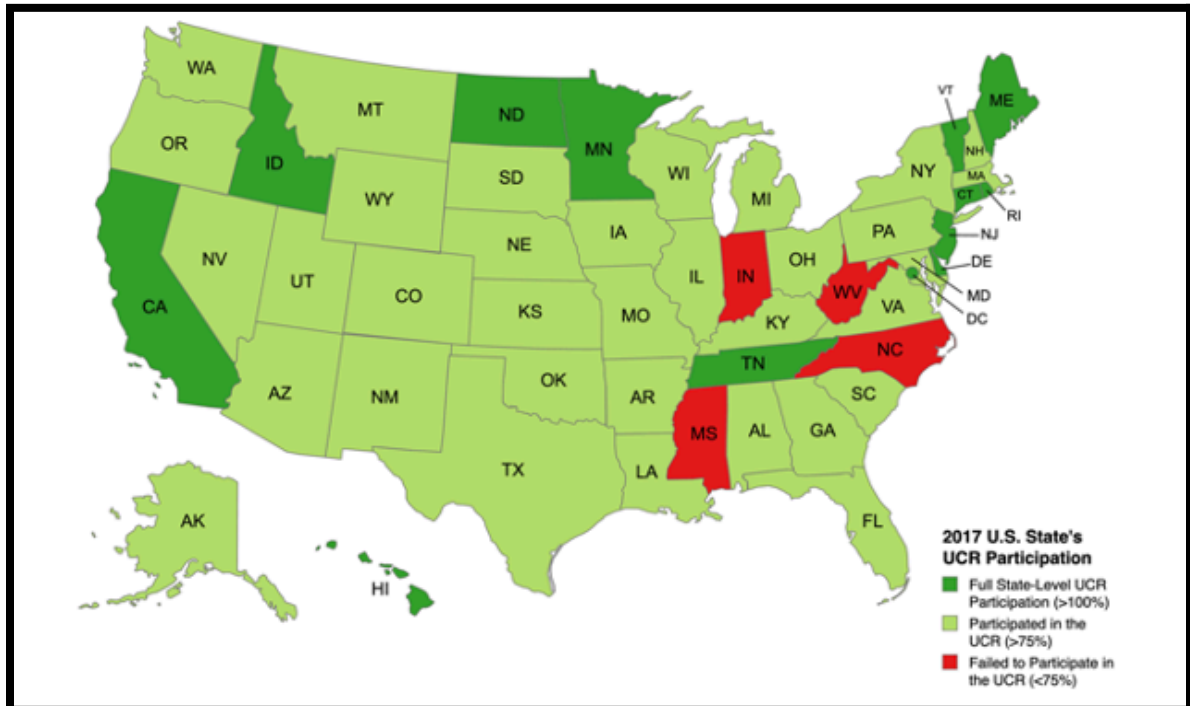 WA
MT
ND
MN
VT
ME
OR
ID
SD
WI
MI
NY
NH
MA
CT
RI
WY
IA
PA
NJ
NV
UT
CO
NE
IL
IN
OH
DE
MD
DC
CA
KS
MO
WV
VA
KY
AZ
NM
OK
AR
TN
NC
SC
MS
AL
GA
TX
LA
AK
FL
HI
2017 U.S. State's
UCR Participation
Full State-Level UCR
Participation (>100%)
Participated in the
UCR (>75%)
Failed to Participate in
the UCR (<75%)